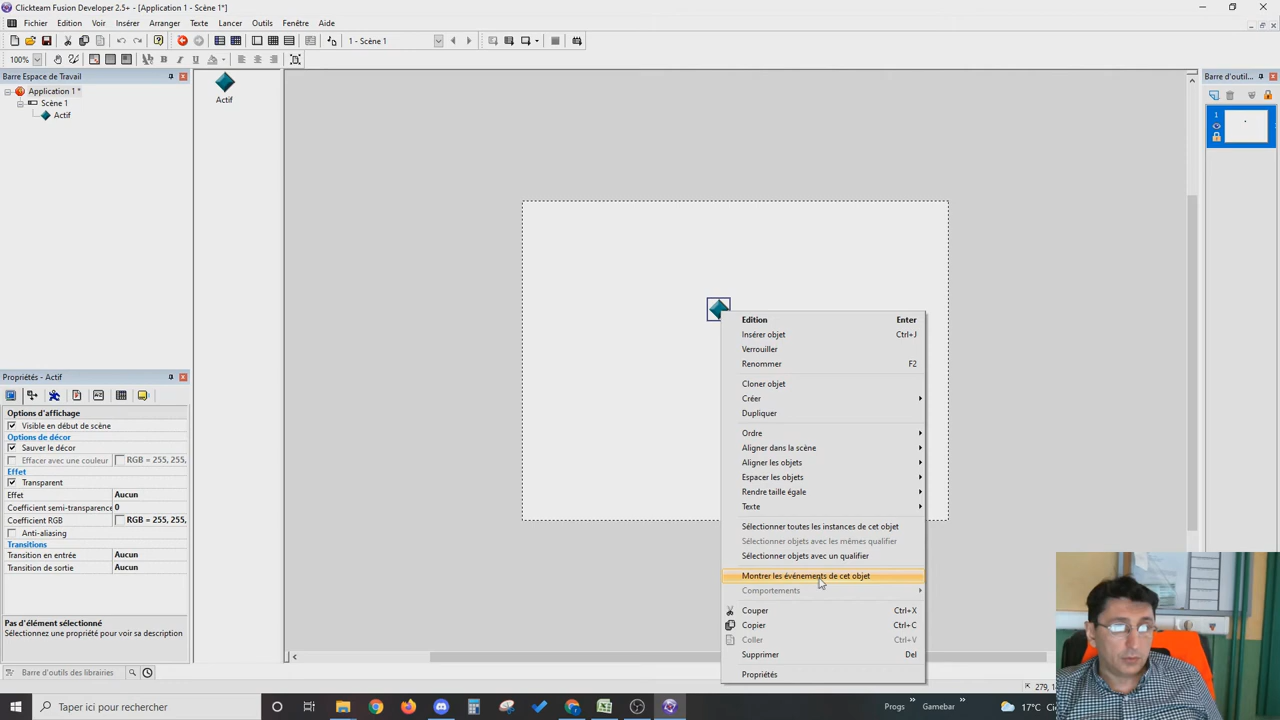 Clickteam Fusion Developer 2.5+ - [Application 1 - Scène 1*]
Fichier Edition Voir Insérer Arranger Texte Lancer Outils Fenêtre Aide
1 - Scène 1
100%
Barre Espace de Travail
Application 1 *
Scène 1
Actif
Actif
Barre d'outil...
1
Edition Enter
Insérer objet Ctrl+J
Verrouiller
Renommer F2
Cloner objet
Créer
Dupliquer
Ordre
Aligner dans la scène
Aligner les objets
Espacer les objets
Rendre taille égale
Texte
Sélectionner toutes les instances de cet objet
Sélectionner objets avec les mêmes qualifier
Sélectionner objets avec un qualifier
Montrer les événements de cet objet
Comportements
Couper Ctrl+X
Copier Ctrl+C
Coller Ctrl+V
Supprimer Del
Propriétés
Propriétés - Actif
Options d'affichage
Visible en début de scène
Options de décor
Sauver le décor
Effacer avec une couleur RGB = 255, 255,
Effet
Transparent
Effet Aucun
Coefficient semi-transparence 0
Coefficient RGB RGB = 255, 255,
Anti-aliasing
Transitions
Transition en entrée Aucun
Transition de sortie Aucun
Pas d'élément sélectionné
Sélectionnez une propriété pour voir sa description
Barre d'outils des librairies
279,
Taper ici pour rechercher
Progs
Gamebar
17°C